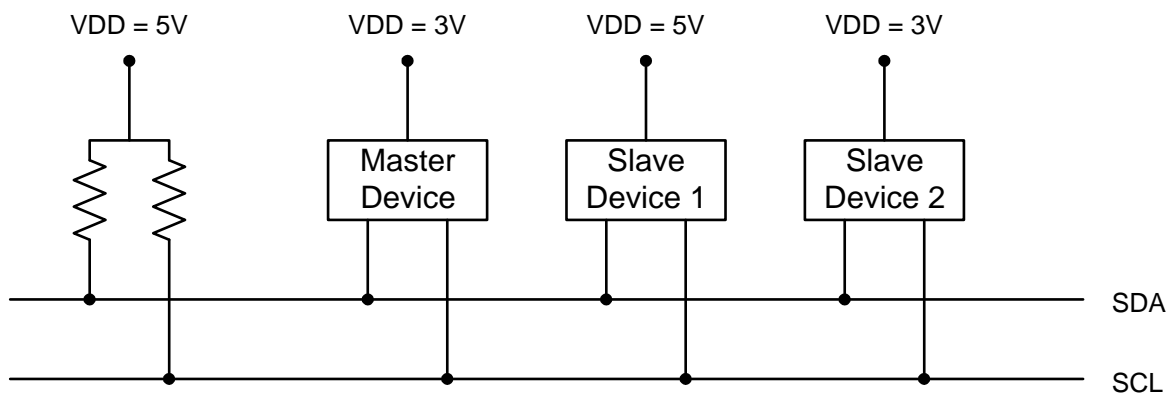 VDD = 5V
VDD = 3V
VDD = 5V
VDD = 3V
Master
Device
Slave
Device 1
Slave
Device 2
SDA
SCL